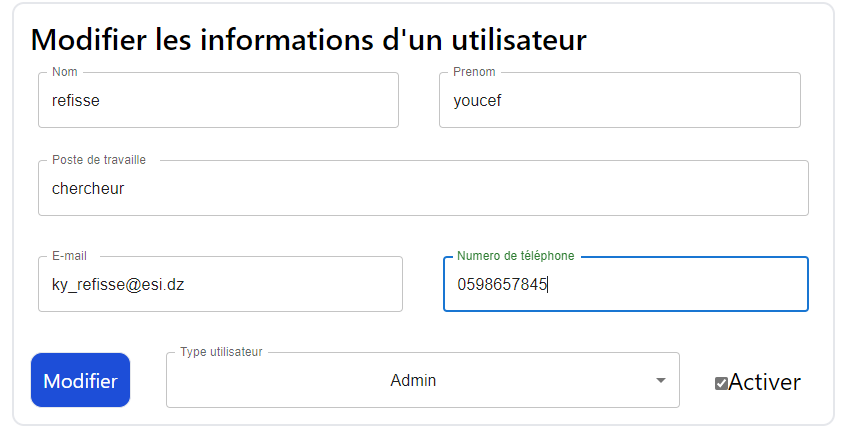 Modifier les informations d'un utilisateur
Nom
Prenom
refisse
youcef
Poste de travaille
chercheur
E-mail
Numero de téléphone
ky_refisse@esi.dz
0598657845
Type utilisateur
Modifier
Admin
Activer